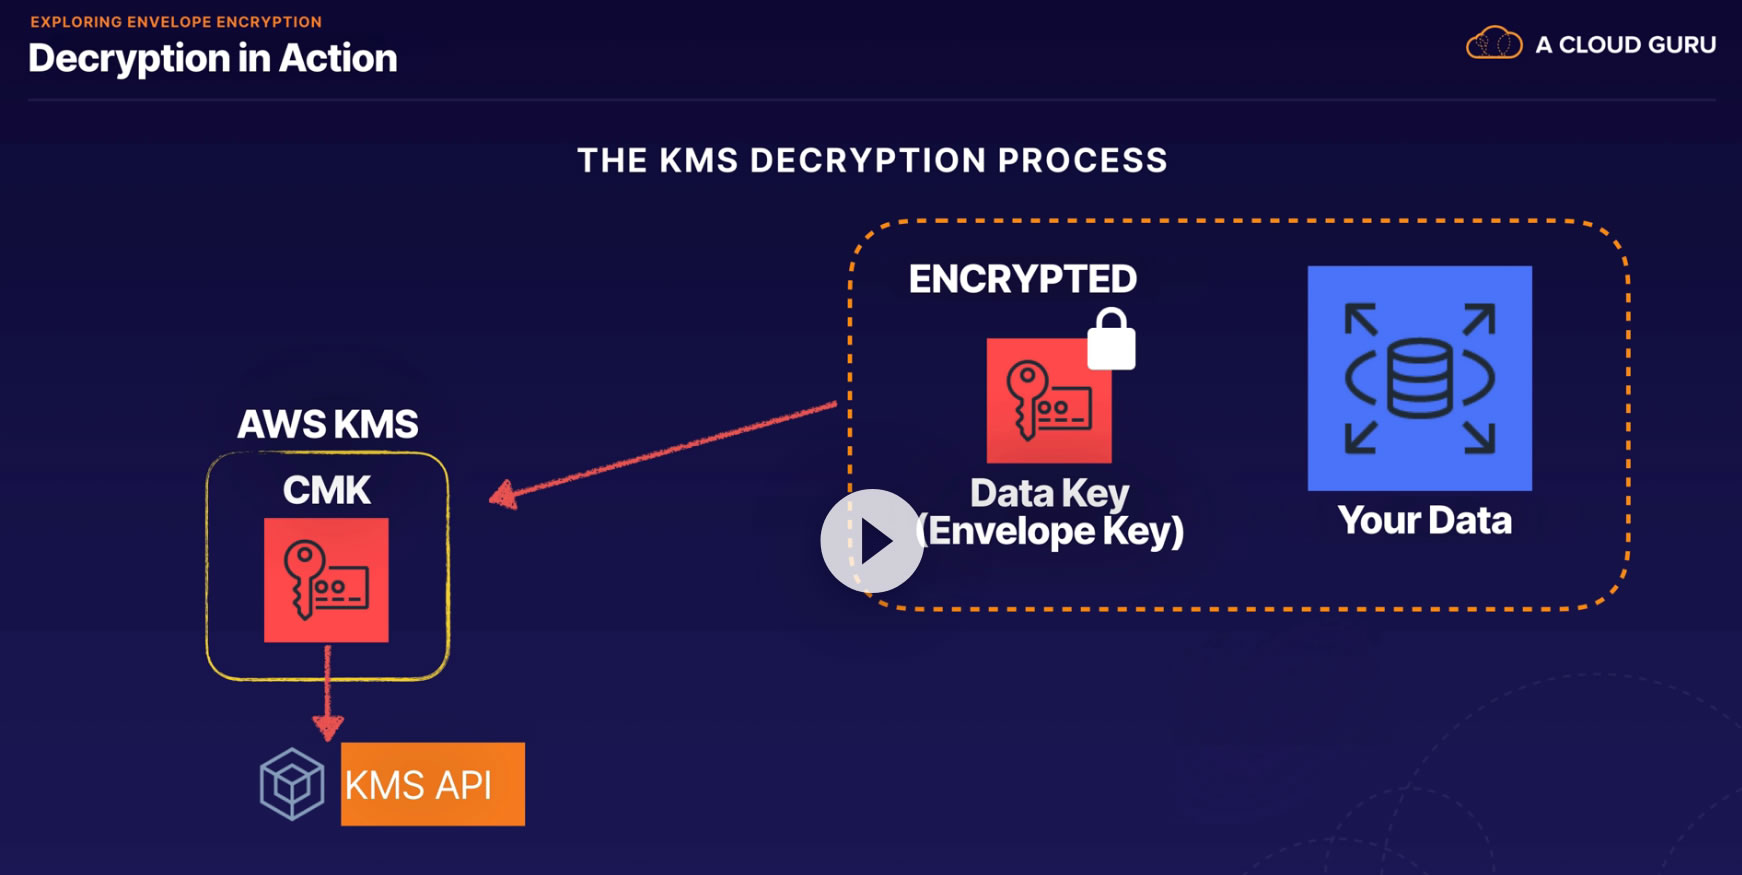 EXPLORING ENVELOPE ENCRYPTION
Decryption in Action
A CLOUD GURU
THE KMS DECRYPTION PROCESS
ENCRYPTED
Data Key
(Envelope Key)
Your Data
AWS KMS
CMK
KMS API